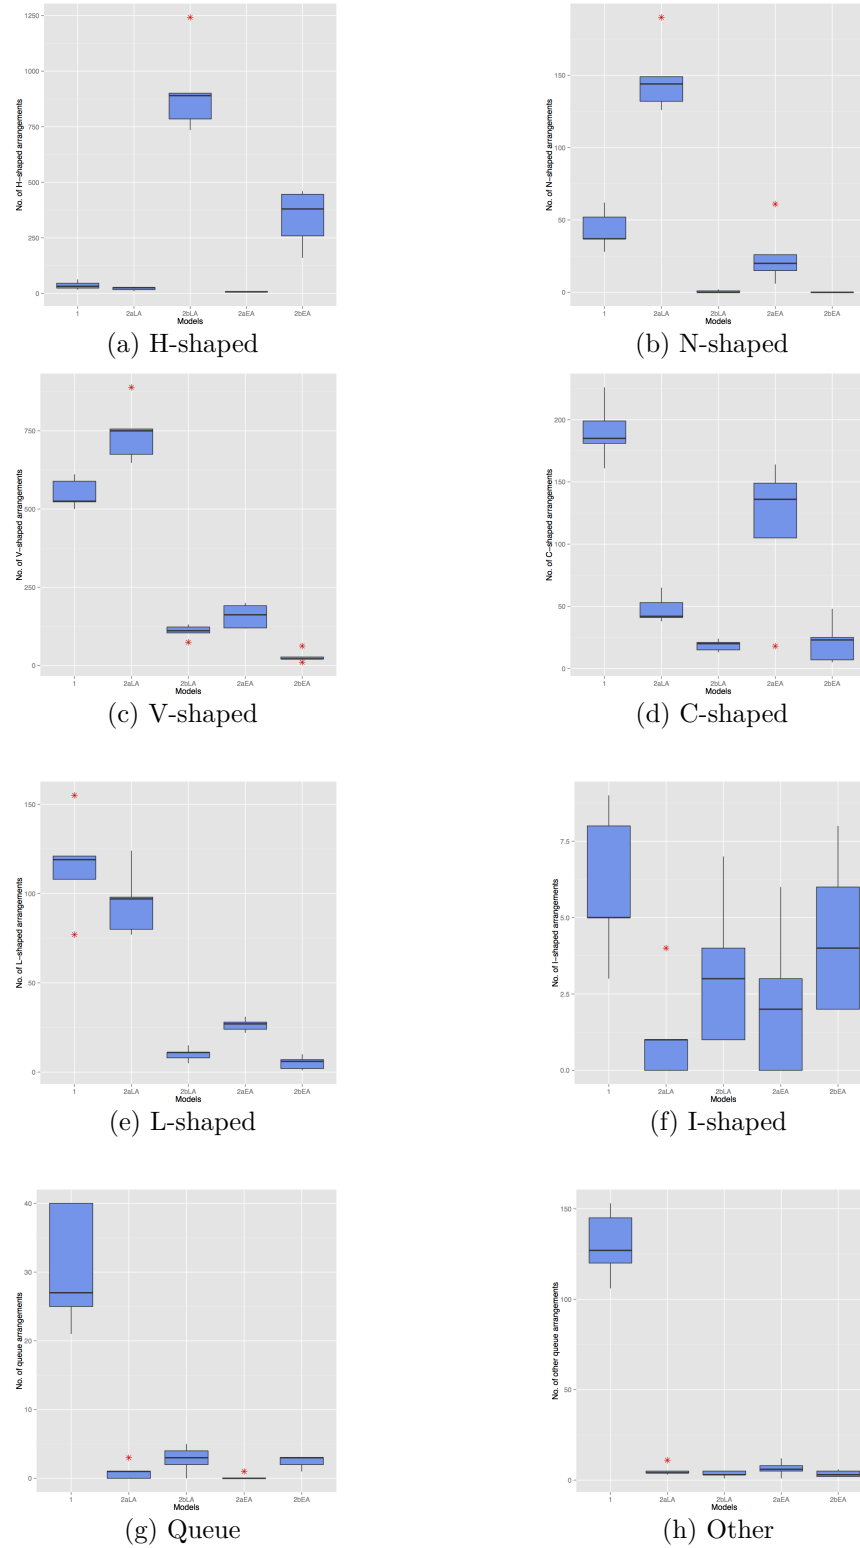 No. of H-shaped arrangements
1250
1000
750
500
250
0
1 2aLA 2bLA 2aEA 2bEA
Models
(a) H-shaped
No. of N-shaped arrangements
150
100
50
0
1 2aLA 2bLA 2aEA 2bEA
Models
(b) N-shaped
No. of V-shaped arrangements
750
500
250
0
1 2aLA 2bLA 2aEA 2bEA
Models
(c) V-shaped
No. of C-shaped arrangements
200
150
100
50
0
1 2aLA 2bLA 2aEA 2bEA
Models
(d) C-shaped
No. of L-shaped arrangements
150
100
50
0
1 2aLA 2bLA 2aEA 2bEA
Models
(e) L-shaped
No. of I-shaped arrangements
7.5
5.0
2.5
0.0
1 2aLA 2bLA 2aEA 2bEA
Models
(f) I-shaped
No. of queue arrangements
40
30
20
10
0
1 2aLA 2bLA 2aEA 2bEA
Models
(g) Queue
No. of other queue arrangements
150
100
50
0
1 2aLA 2bLA 2aEA 2bEA
Models
(h) Other